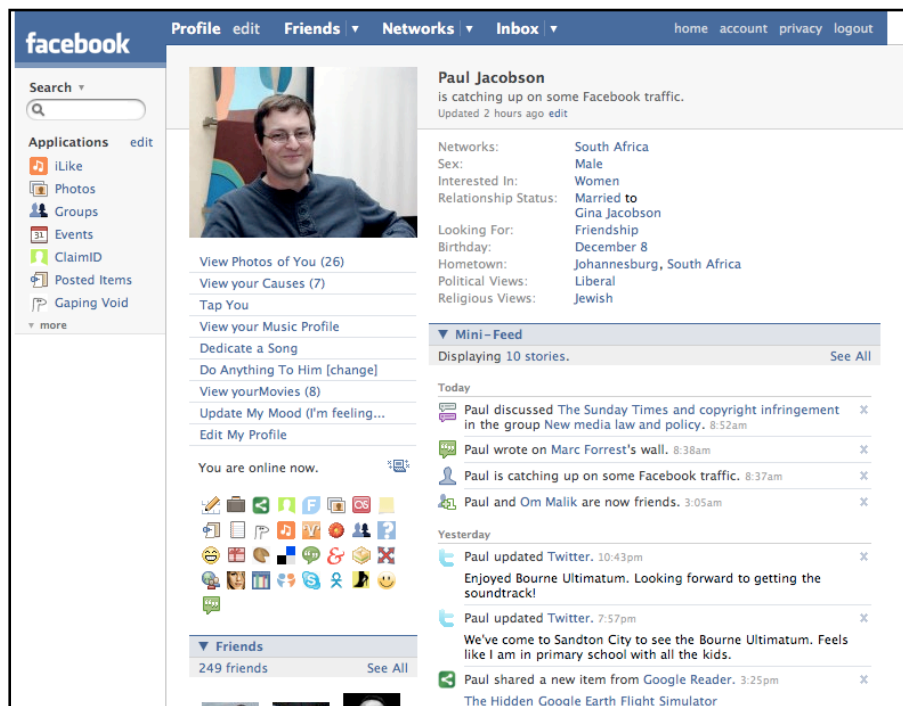 facebook
Profile edit Friends ▾ Networks ▾ Inbox ▾ home account privacy logout
Search ▾
Applications edit
iLike
Photos
Groups
31 Events
ClaimID
Posted Items
Gaping Void
▾ more
View Photos of You (26)
View your Causes (7)
Tap You
View your Music Profile
Dedicate a Song
Do Anything To Him [change]
View yourMovies (8)
Update My Mood (I'm feeling...
Edit My Profile
You are online now.
▼ Friends
249 friends See All
Paul Jacobson
is catching up on some Facebook traffic.
Updated 2 hours ago edit
Networks: South Africa
Sex: Male
Interested In: Women
Relationship Status: Married to
Gina Jacobson
Looking For: Friendship
Birthday: December 8
Hometown: Johannesburg, South Africa
Political Views: Liberal
Religious Views: Jewish
▼ Mini-Feed
Displaying 10 stories. See All
Today
Paul discussed The Sunday Times and copyright infringement
in the group New media law and policy. 8:52am
Paul wrote on Marc Forrest's wall. 8:38am
Paul is catching up on some Facebook traffic. 8:37am
Paul and Om Malik are now friends. 3:05am
Yesterday
Paul updated Twitter. 10:43pm
Enjoyed Bourne Ultimatum. Looking forward to getting the
soundtrack!
Paul updated Twitter. 7:57pm
We've come to Sandton City to see the Bourne Ultimatum. Feels
like I am in primary school with all the kids.
Paul shared a new item from Google Reader. 3:25pm
The Hidden Google Earth Flight Simulator